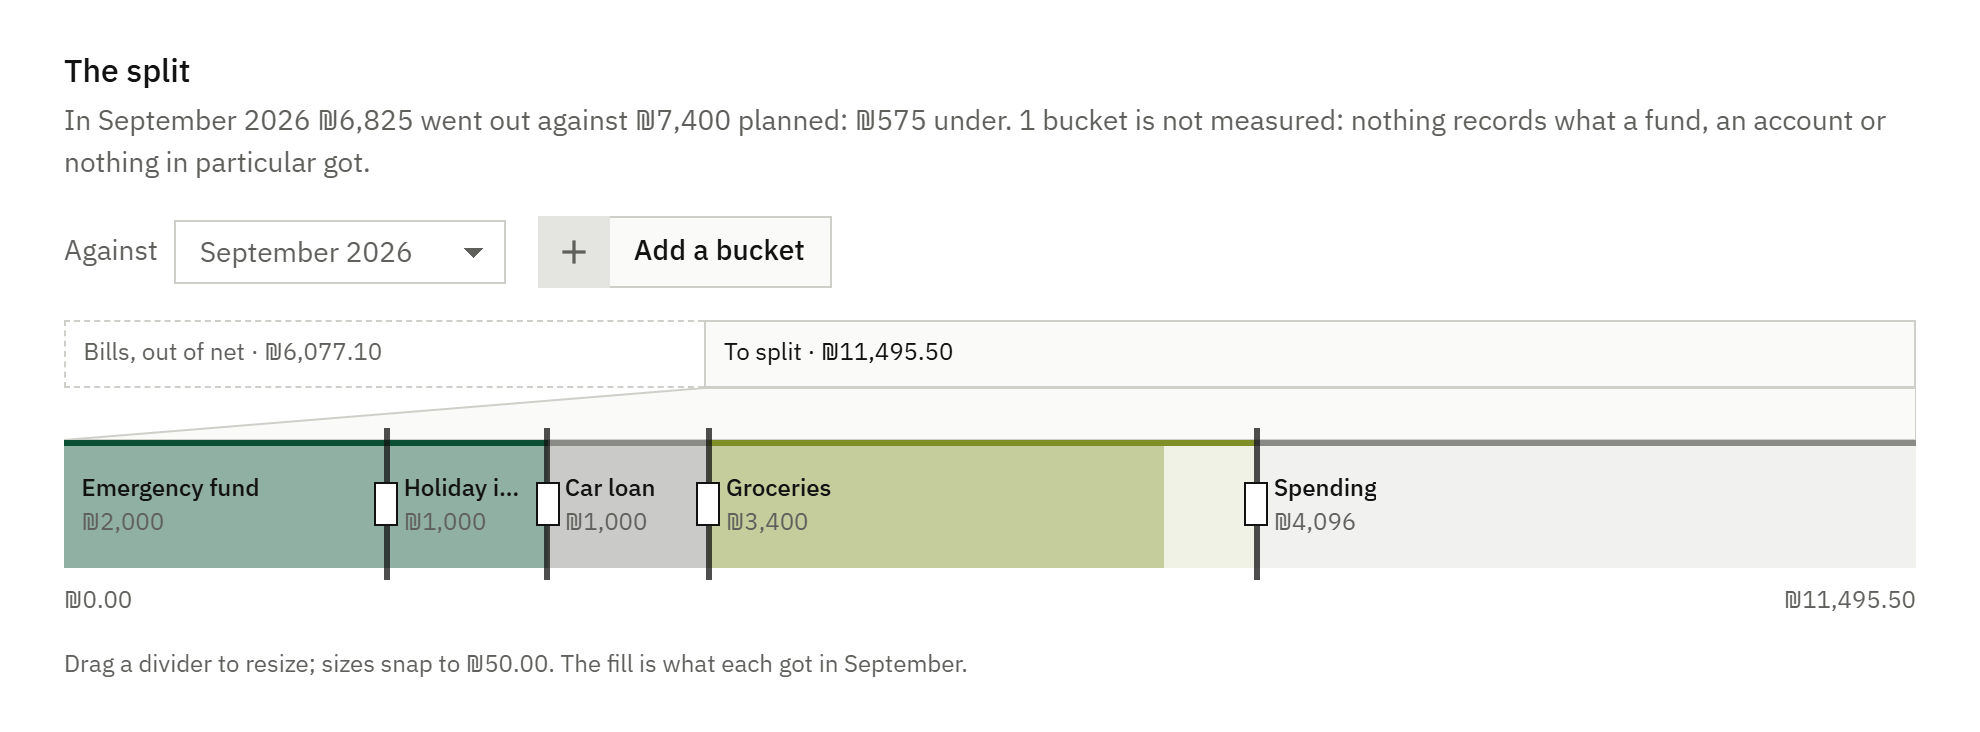 The split
In September 2026 ₪6,825 went out against ₪7,400 planned: ₪575 under. 1 bucket is not measured: nothing records what a fund, an account or
nothing in particular got.
Against
September 2026
+ Add a bucket
Bills, out of net · ₪6,077.10
To split · ₪11,495.50
Emergency fund
₪2,000
Holiday i...
₪1,000
Car loan
₪1,000
Groceries
₪3,400
Spending
₪4,096
₪0.00
₪11,495.50
Drag a divider to resize; sizes snap to ₪50.00. The fill is what each got in September.